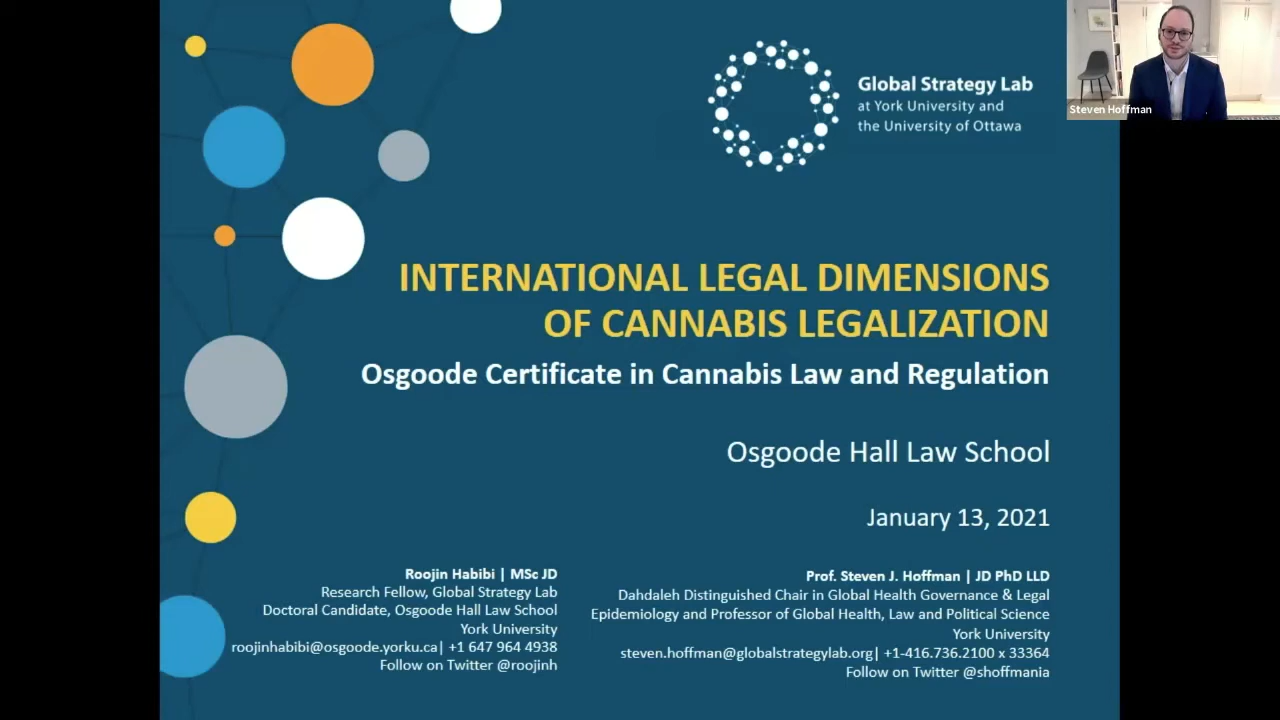 Global Strategy Lab
at York University and
the University of Ottawa
Steven Hoffman
INTERNATIONAL LEGAL DIMENSIONS
OF CANNABIS LEGALIZATION
Osgoode Certificate in Cannabis Law and Regulation
Osgoode Hall Law School
January 13, 2021
Roojin Habibi | MSc JD
Research Fellow, Global Strategy Lab
Doctoral Candidate, Osgoode Hall Law School
York University
roojinhabibi@osgoode.yorku.ca| +1 647 964 4938
Follow on Twitter @roojinh
Prof. Steven J. Hoffman | JD PhD LLD
Dahdaleh Distinguished Chair in Global Health Governance & Legal
Epidemiology and Professor of Global Health, Law and Political Science
York University
steven.hoffman@globalstrategylab.org| +1-416.736.2100 x 33364
Follow on Twitter @shoffmania